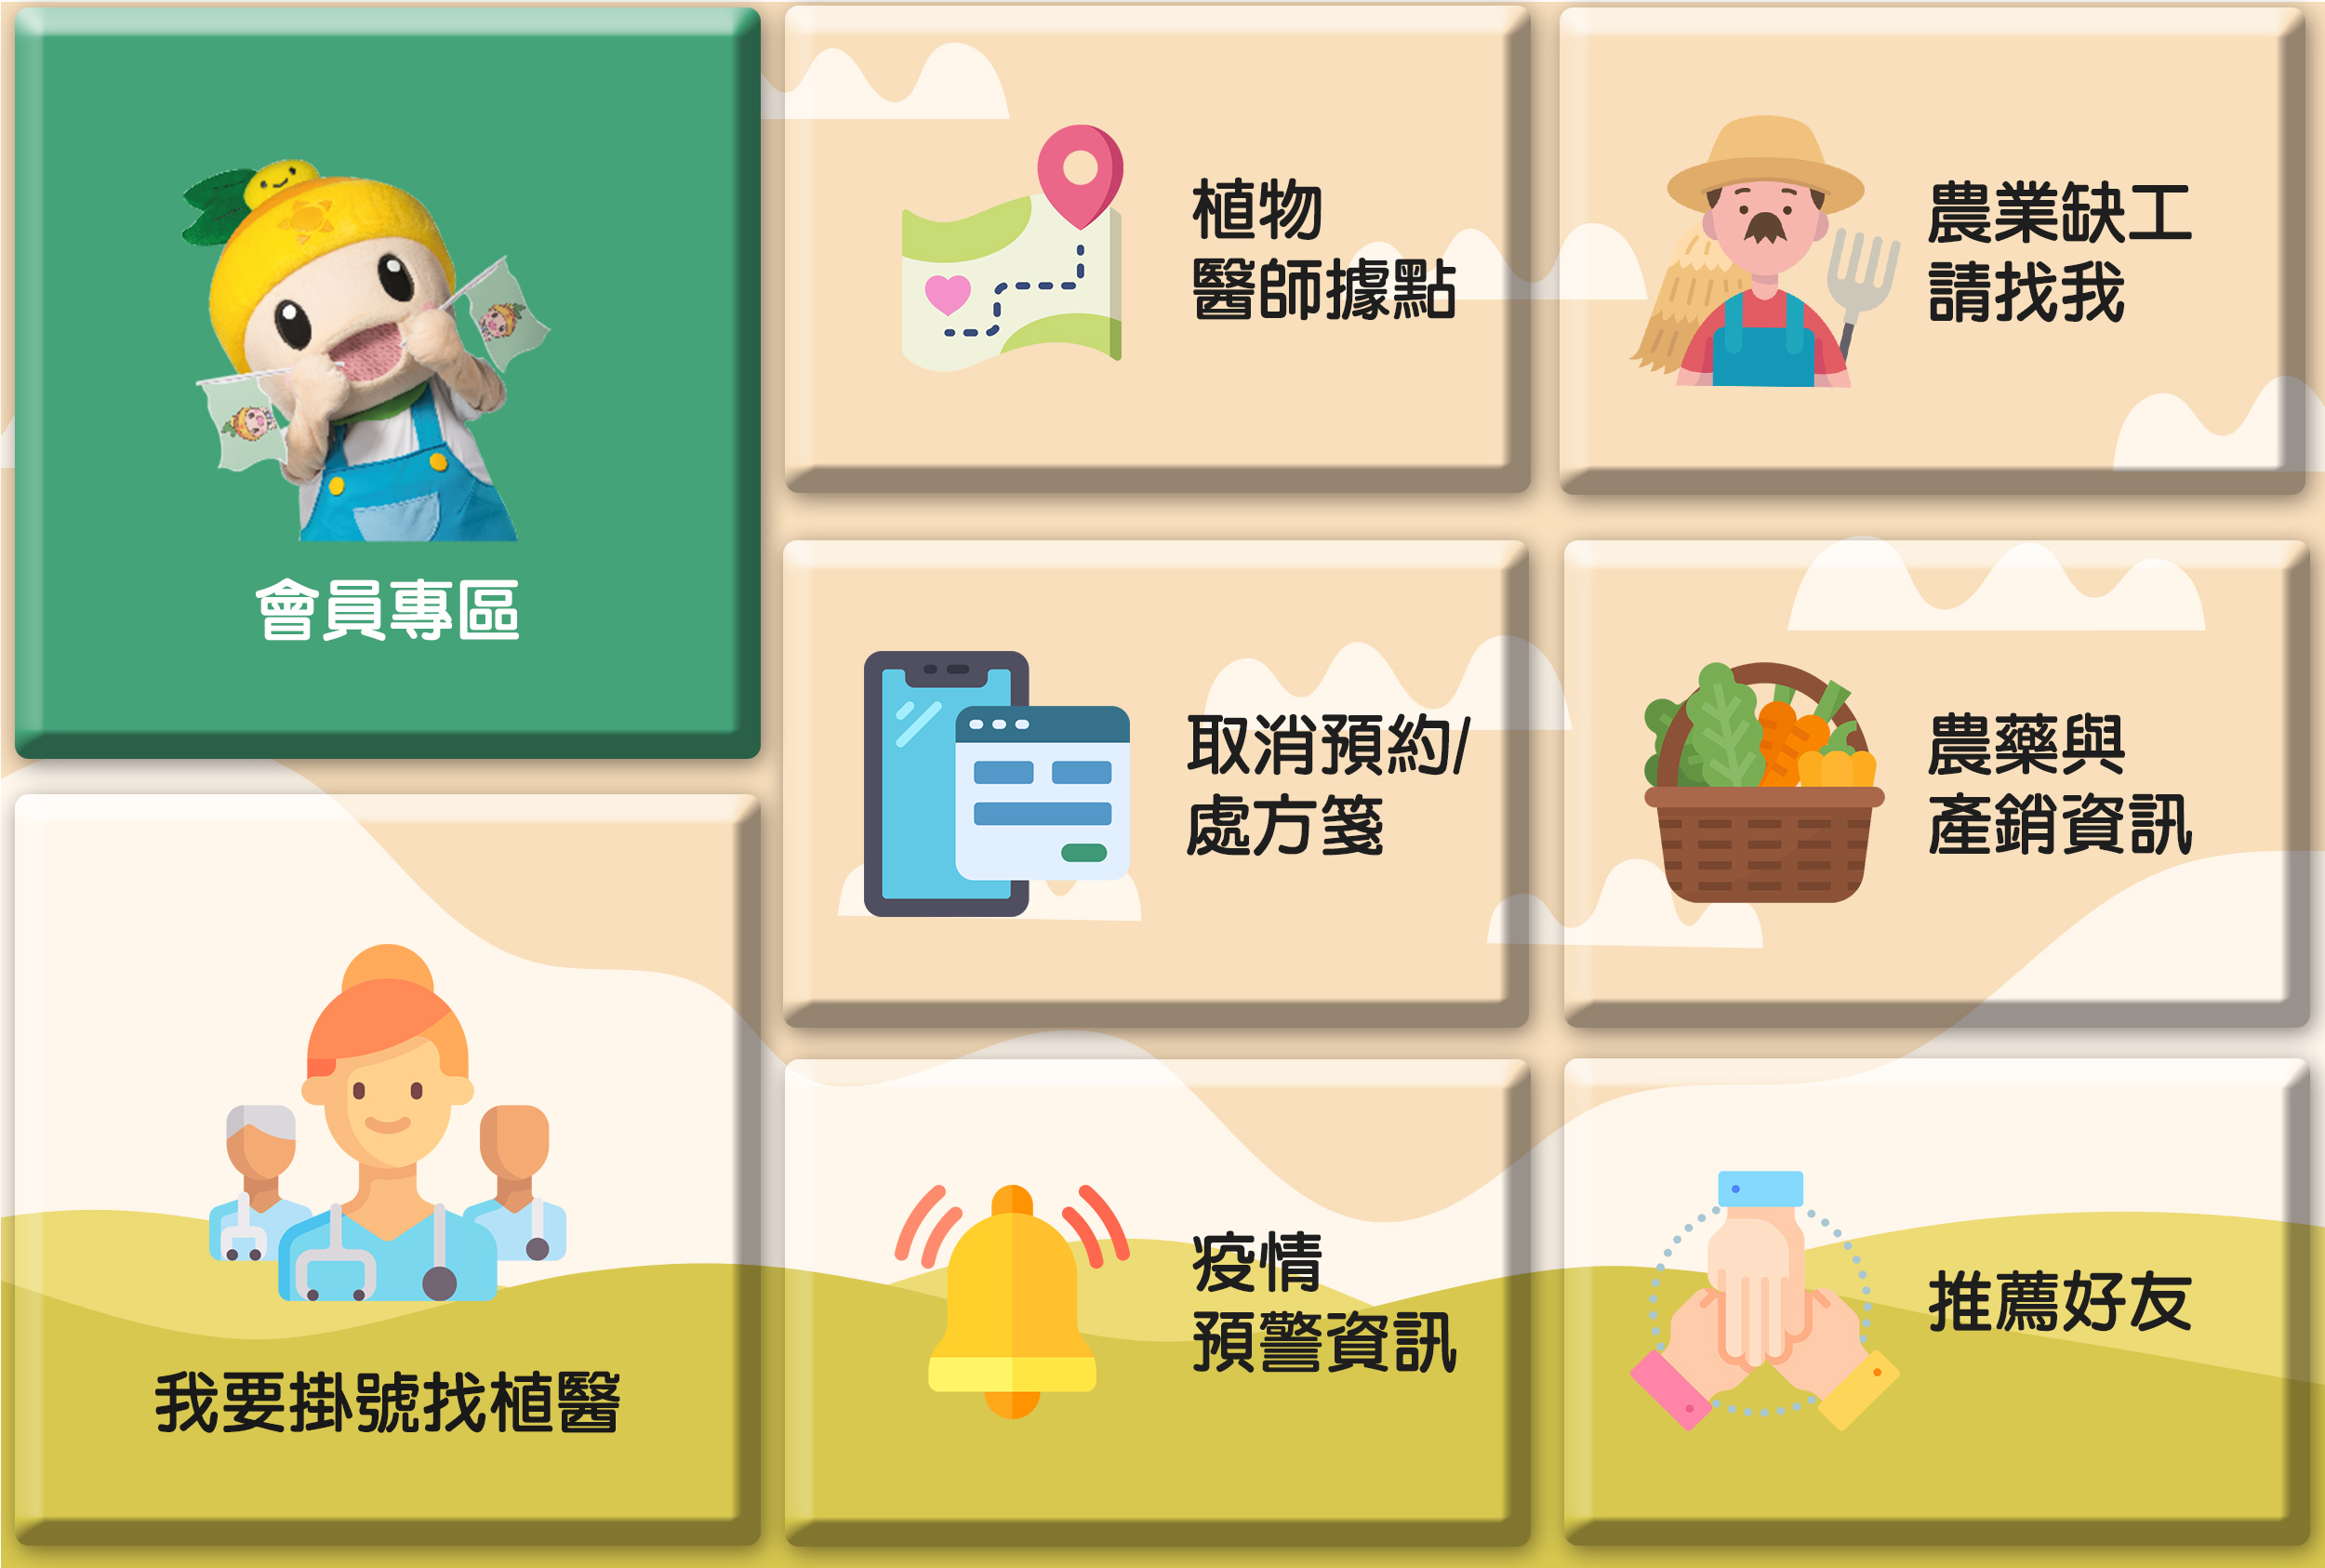 會員專區
植物
醫師據點
農業缺工
請找我
取消預約/
處方箋
農藥與
產銷資訊
我要掛號找植醫
疫情
預警資訊
推薦好友